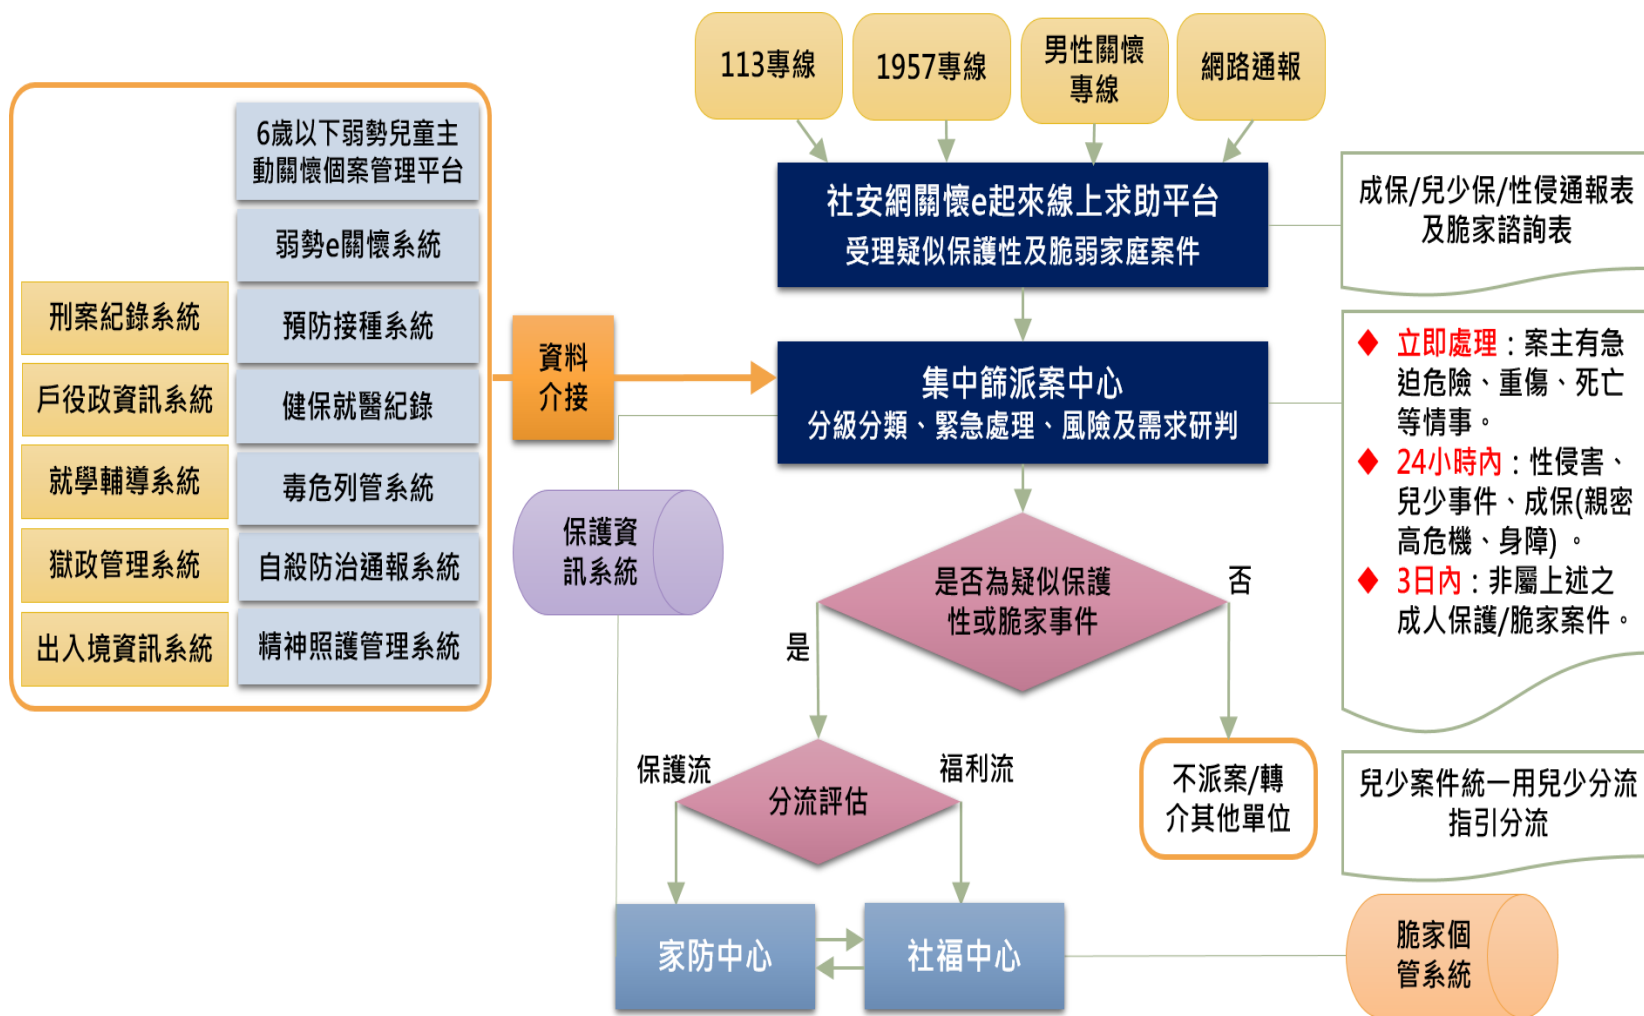 113專線
1957專線
男性關懷
專線
網路通報
社安網關懷e起來線上求助平台
受理疑似保護性及脆弱家庭案件
成保/兒少保/性侵通報表
及脆家諮詢表
6歲以下弱勢兒童主
動關懷個案管理平台
弱勢e關懷系統
預防接種系統
健保就醫紀錄
毒危列管系統
自殺防治通報系統
精神照護管理系統
刑案紀錄系統
戶役政資訊系統
就學輔導系統
獄政管理系統
出入境資訊系統
資料
介接
集中篩派案中心
分級分類、緊急處理、風險及需求研判
立即處理：案主有急
迫危險、重傷、死亡
等情事。
24小時內：性侵害、
兒少事件、成保(親密
高危機、身障) 。
3日內：非屬上述之
成人保護/脆家案件。
保護資
訊系統
是否為疑似保護
性或脆家事件
是
否
保護流
分流評估
福利流
不派案/轉
介其他單位
兒少案件統一用兒少分流
指引分流
家防中心
社福中心
脆家個
管系統